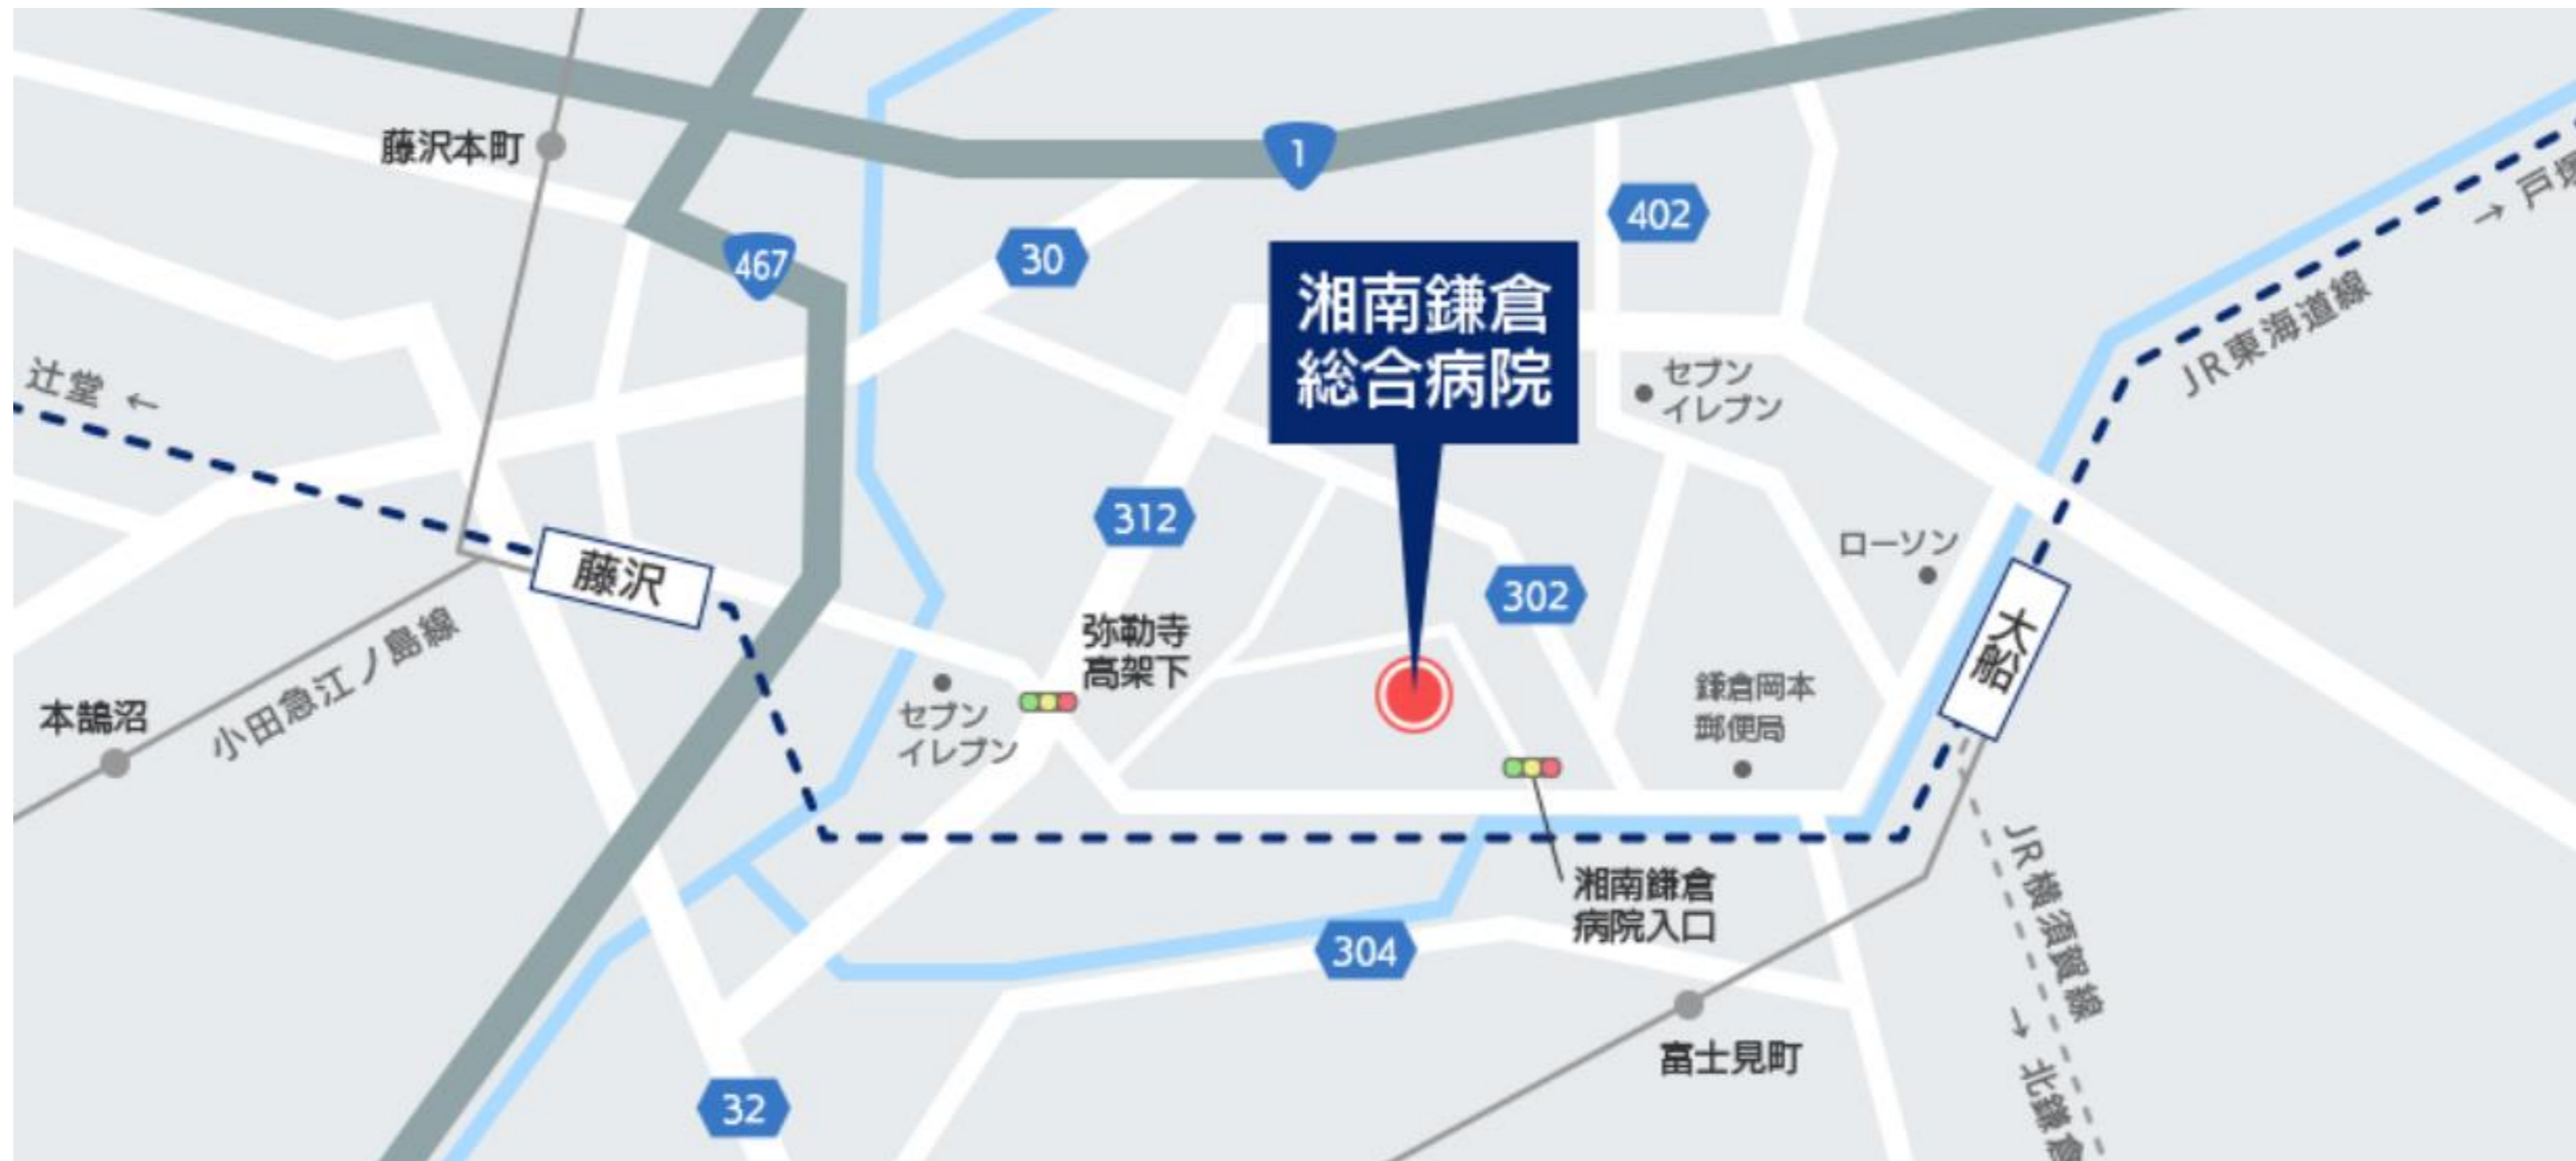 1
藤沢本町
402
467
30
湘南鎌倉
総合病院
JR東海道線
セブン
イレブン
辻堂 ←
312
ローソン
藤沢
302
大船
弥勒寺
高架下
小田急江ノ島線
本鵠沼
セブン
イレブン
鎌倉岡本
郵便局
湘南鎌倉
病院入口
JR横須賀線
304
富士見町
→ 北鎌倉
32